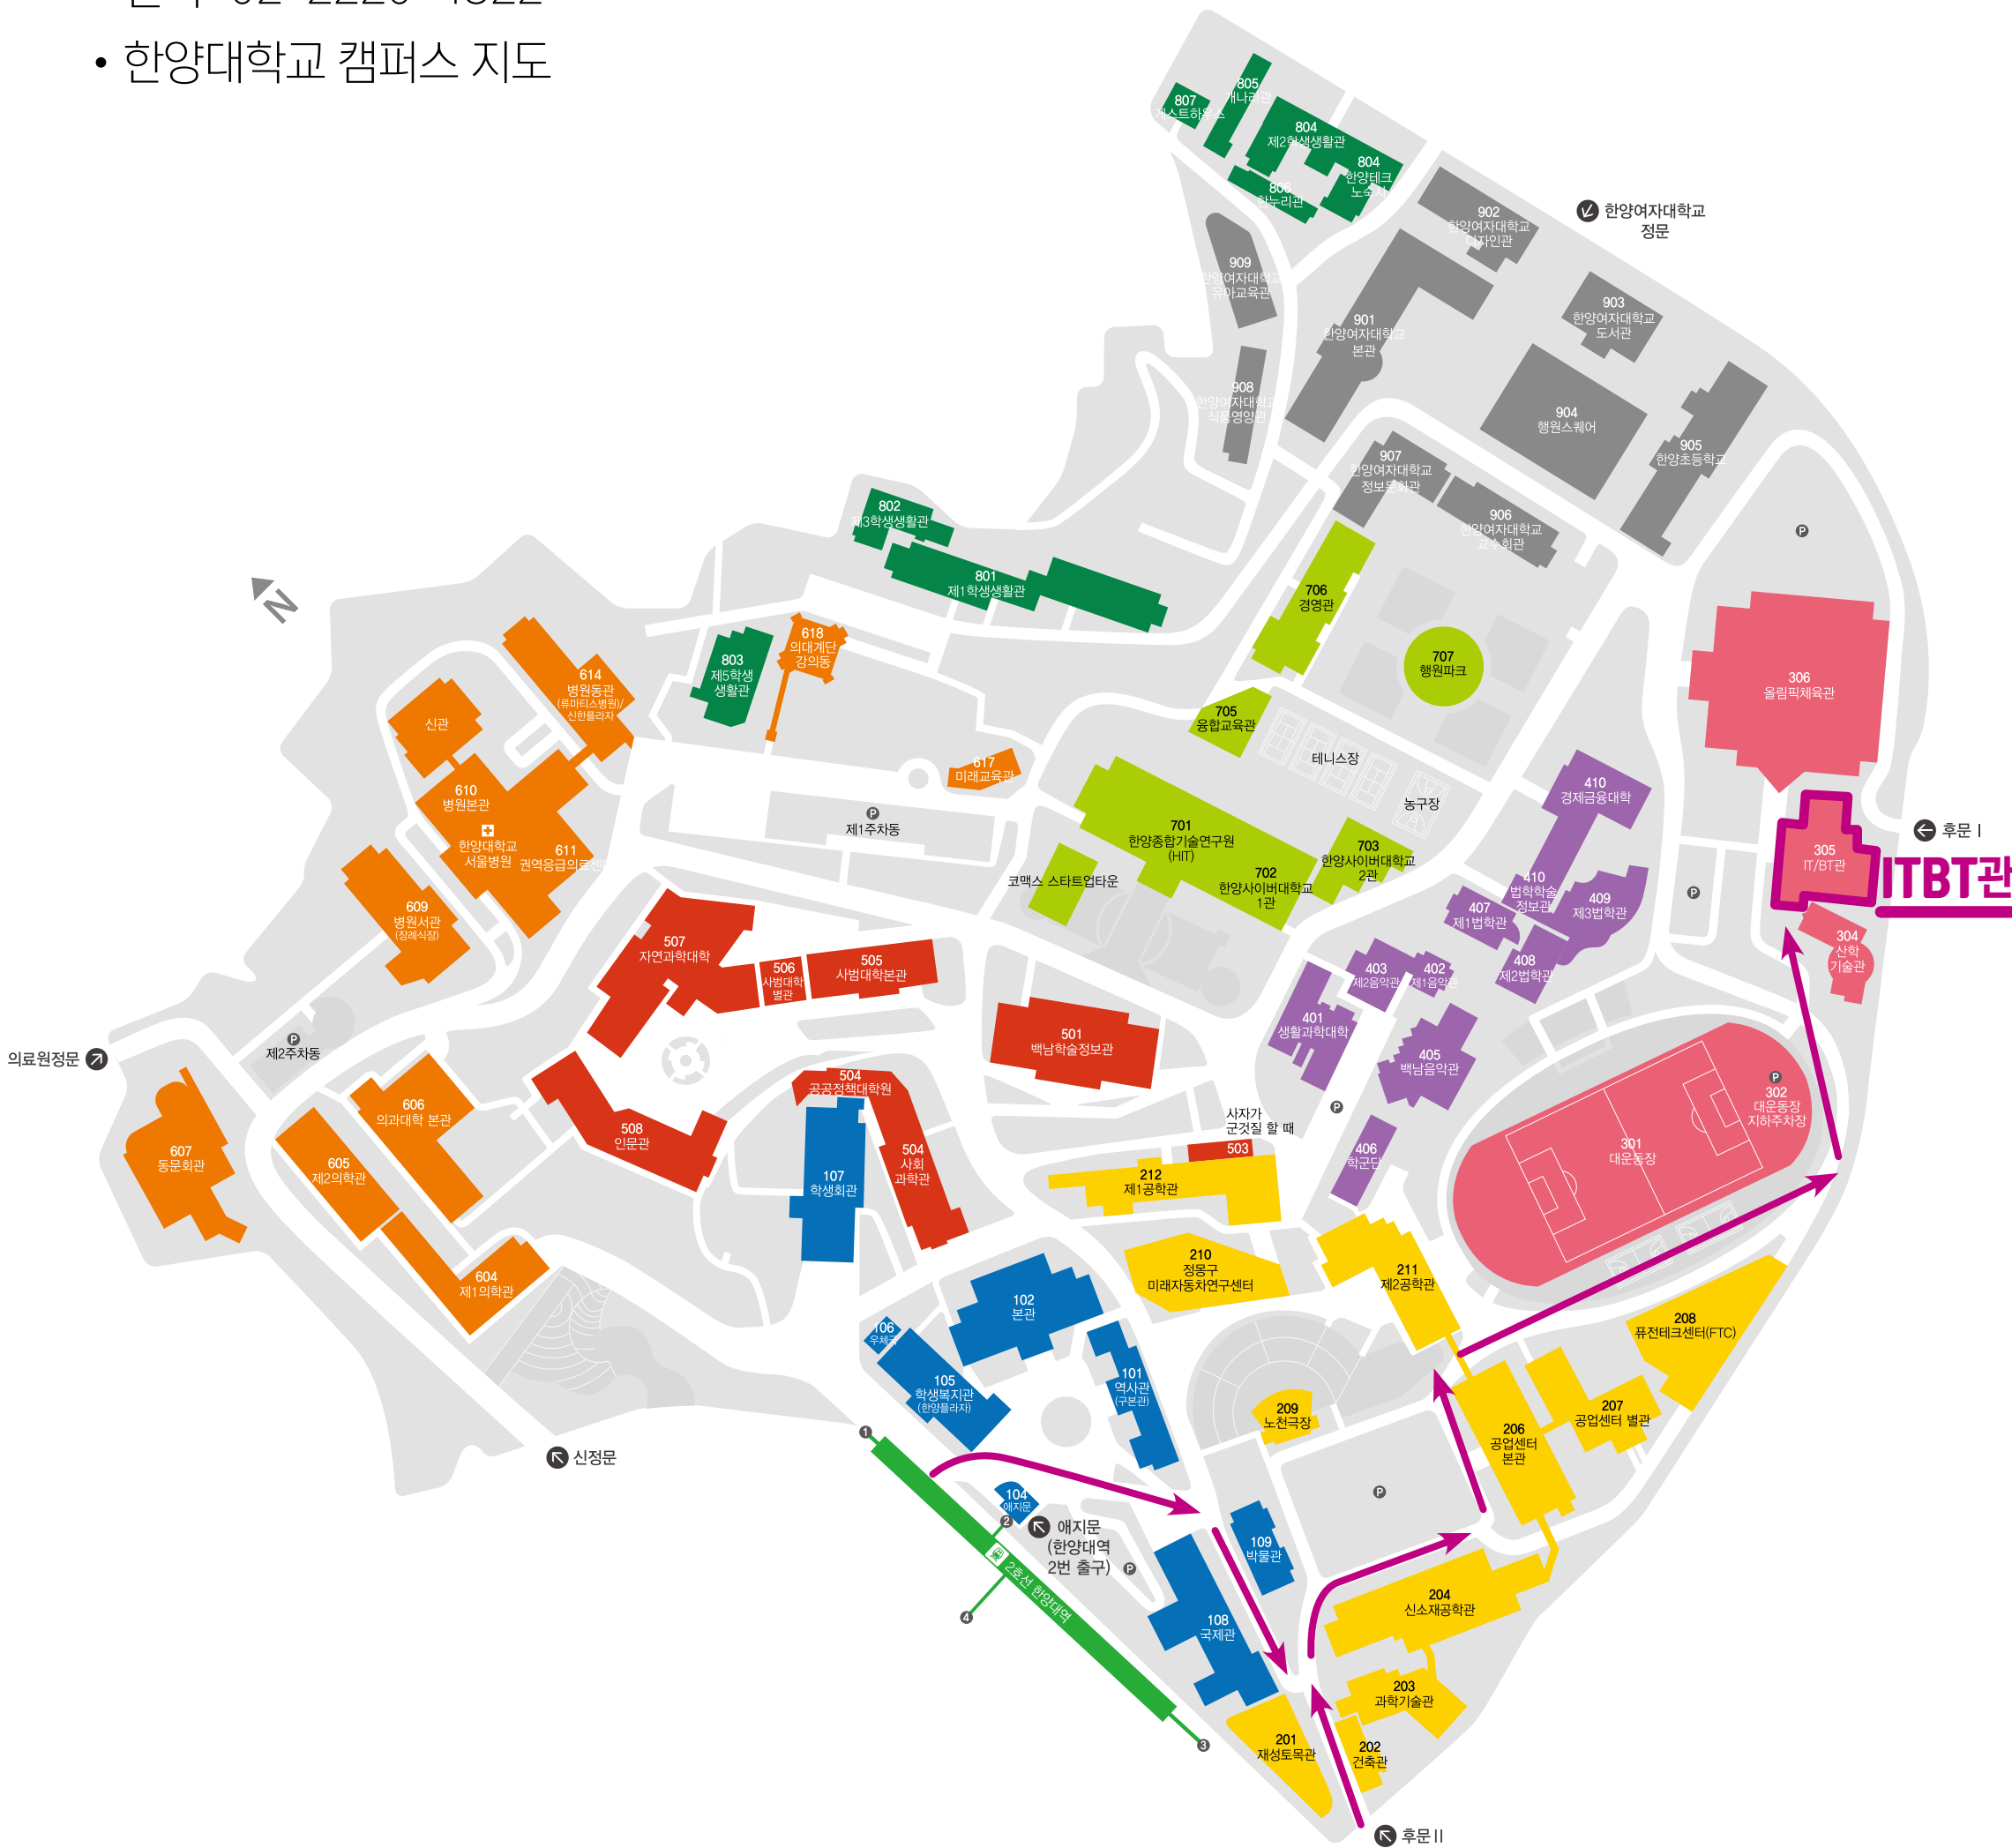 • 한양대학교 캠퍼스 지도
807
게스트하우스
805
개나리관
804
제2학생생활관
804
한양테크
노숙사
806
한누리관
902
한양여자대학교
디자인관
한양여자대학교
정문
909
한양여자대학교
유아교육관
901
한양여자대학교
본관
903
한양여자대학교
도서관
908
한양여자대학교
식품영양관
904
행원스퀘어
905
한양초등학교
907
한양여자대학교
정보문화관
906
한양여자대학교
교수회관
802
제3학생생활관
801
제1학생생활관
N
706
경영관
707
행원파크
306
올림픽체육관
P
803
제5학생
생활관
618
의대계단
강의동
614
병원동관
(류마티스병원)/
신한플라자
신관
705
융합교육관
테니스장
농구장
617
미래교육관
610
병원본관
한양대학교
서울병원
611
권역응급의료센터
P
제1주차동
701
한양종합기술연구원
(HIT)
702
한양사이버대학교
1관
703
한양사이버대학교
2관
코맥스 스타트업타운
410
경제금융대학
410
법학학술
정보관
409
제3법학관
407
제1법학관
408
제2법학관
P
후문 I
305
IT/BT관
ITBT관
304
산학
기술관
609
병원서관
(장례식장)
507
자연과학대학
506
사범대학
별관
505
사범대학본관
501
백남학술정보관
403
제2음악관
402
제1음악관
401
생활과학대학
405
백남음악관
P
406
학군단
P
302
대운동장
지하주차장
301
대운동장
의료원정문
P
제2주차동
607
동문회관
606
의과대학 본관
605
제2의학관
604
제1의학관
508
인문관
504
공공정책대학원
504
사회
과학관
107
학생회관
사자가
군것질 할 때
503
212
제1공학관
210
정몽구
미래자동차연구센터
211
제2공학관
208
퓨전테크센터(FTC)
102
본관
106
우체국
105
학생복지관
(한양플라자)
101
역사관
(구본관)
209
노천극장
207
공업센터 별관
206
공업센터
본관
P
신정문
1
104
애지문
2
애지문
(한양대역
2번 출구)
P
2호선 한양대역
4
3
109
박물관
108
국제관
204
신소재공학관
203
과학기술관
202
건축관
201
재성토목관
후문 II